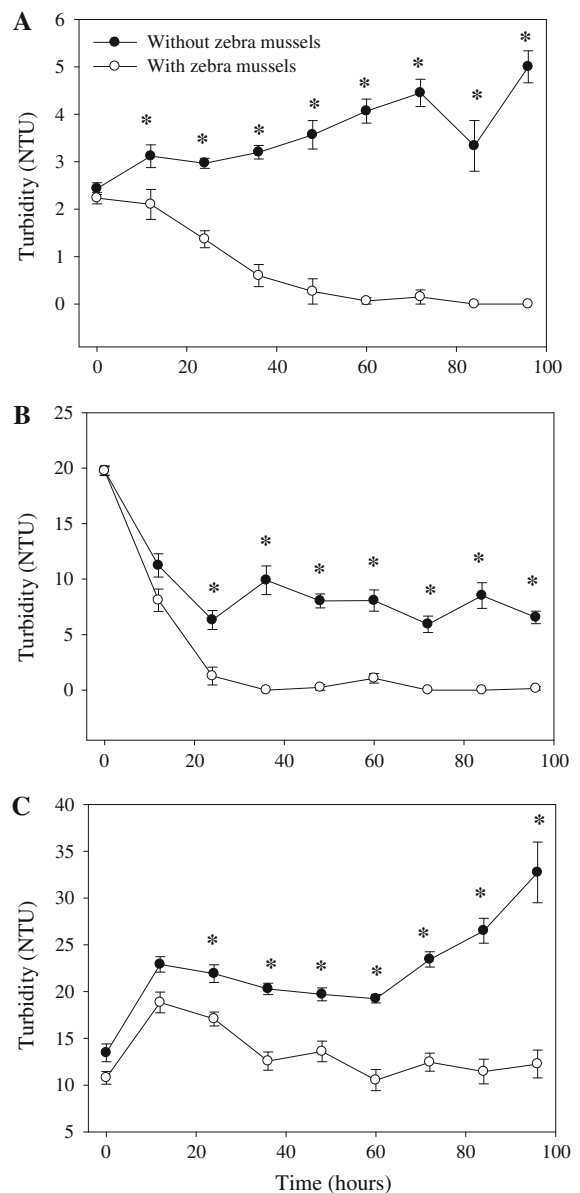 A
6
Without zebra mussels
With zebra mussels
5
4
3
2
1
0
Turbidity (NTU)
* * * * * * * *
0 20 40 60 80 100
B
25
20
15
10
5
0
Turbidity (NTU)
* * * * * * *
0 20 40 60 80 100
C
40
35
30
25
20
15
10
5
Turbidity (NTU)
* * * * * * *
0 20 40 60 80 100
Time (hours)